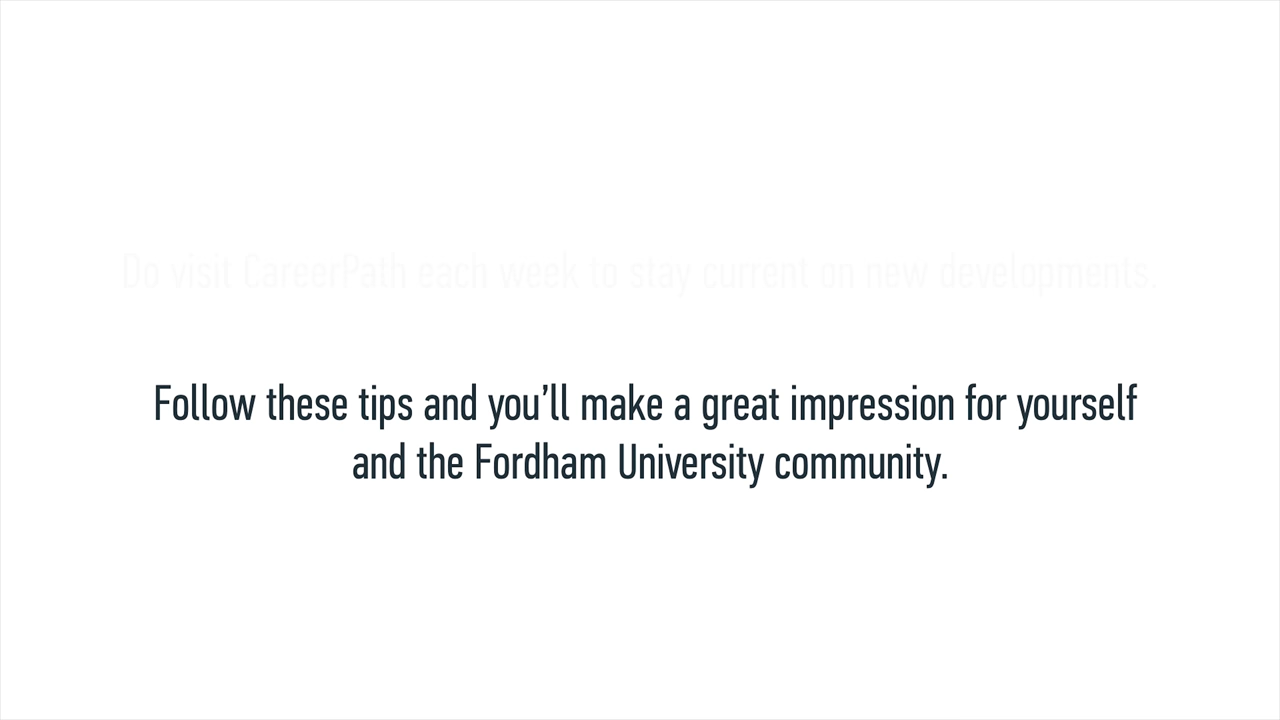 Do visit CareerPath each week to stay current on new developments.
Follow these tips and you’ll make a great impression for yourself
and the Fordham University community.